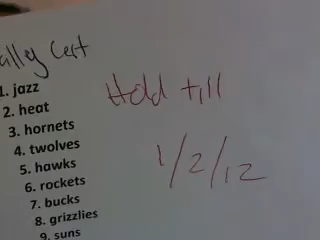 alley Cert
1. jazz
2. heat
3. hornets
4. twolves
5. hawks
6. rockets
7. bucks
8. grizzlies
9. suns
Hold till
1/2/12